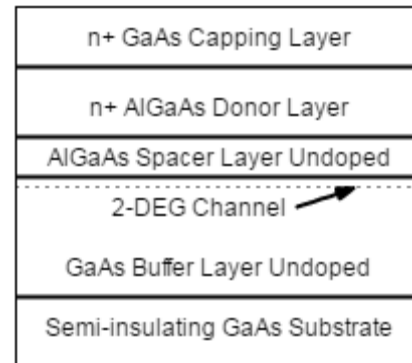 n+ GaAs Capping Layer
n+ AlGaAs Donor Layer
AlGaAs Spacer Layer Undoped
2-DEG Channel
GaAs Buffer Layer Undoped
Semi-insulating GaAs Substrate